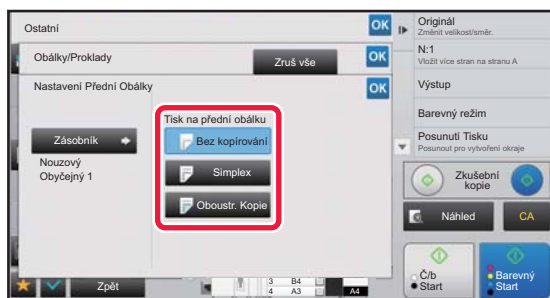 Ostatní
OK
Obálky/Proklady
Zruš vše
OK
Nastavení Přední Obálky
OK
Tisk na přední obálku
Zásobník
Nouzový
Obyčejný 1
Bez kopírování
Simplex
Oboustr. Kopie
Zpět
3 B4
4 A3
A4
Originál
Změnit velikost/směr.
N:1
Vložit více stran na stranu A
Výstup
Barevný režim
Posunutí Tisku
Posunout pro vytvoření okraje
Zkušební
kopie
Náhled
CA
Č/b
Start
Barevný
Start